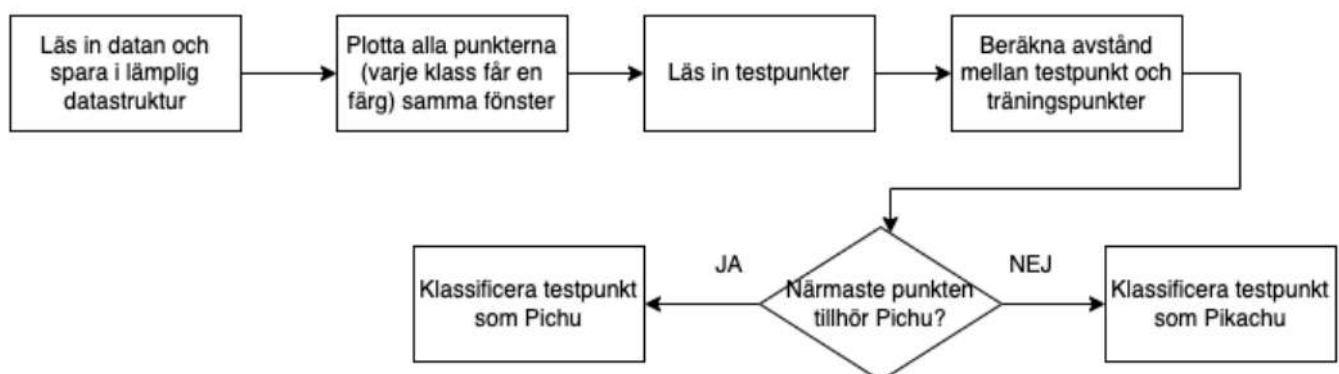 Läs in datan och
spara i lämplig
datastruktur
Plotta alla punkterna
(varje klass får en
färg) samma fönster
Läs in testpunkter
Beräkna avstånd
mellan testpunkt och
träningspunkter
JA
NEJ
Klassificera testpunkt
som Pichu
Närmaste punkten
tillhör Pichu?
Klassificera testpunkt
som Pikachu